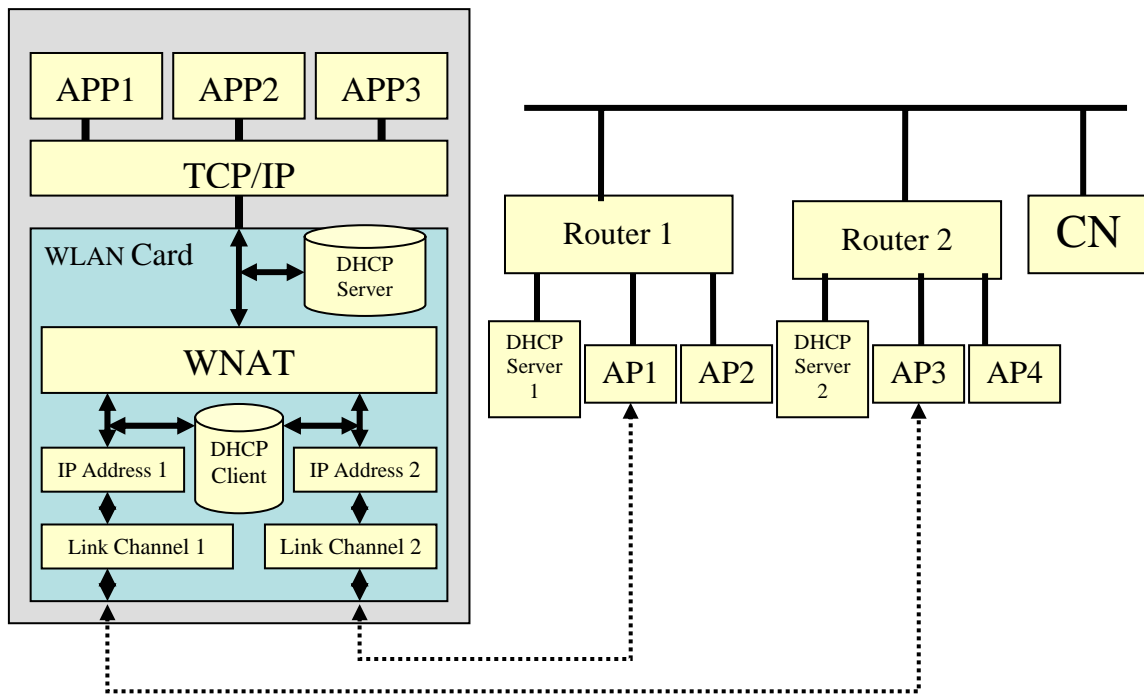 APP1
APP2
APP3
TCP/IP
WLAN Card
DHCP
Server
WNAT
DHCP
Client
IP Address 1
IP Address 2
Link Channel 1
Link Channel 2
Router 1
Router 2
CN
DHCP
Server
1
AP1
AP2
DHCP
Server
2
AP3
AP4